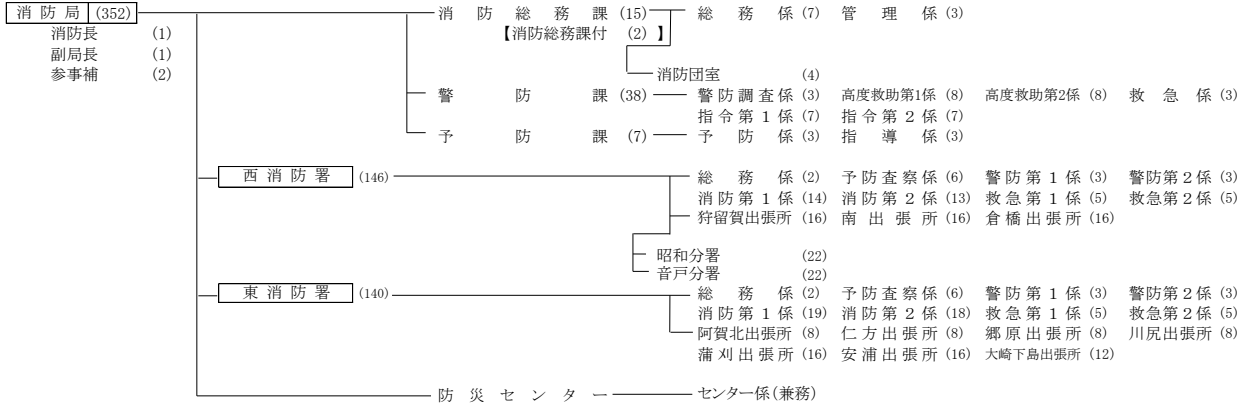 消防局 (352) 消防総務課 (15) 総務係 (7) 管理係 (3)
消防長 (1) 【消防総務課付 (2) 】
副局長 (1)
参事補 (2) 消防団室 (4)
警防課 (38) 警防調査係 (3) 高度救助第1係 (8) 高度救助第2係 (8) 救急係 (3)
指令第１係 (7) 指令第２係 (7)
予防課 (7) 予防係 (3) 指導係 (3)
西消防署 (146) 総務係 (2) 予防査察係 (6) 警防第１係 (3) 警防第２係 (3)
消防第１係 (14) 消防第２係 (13) 救急第１係 (5) 救急第２係 (5)
狩留賀出張所 (16) 南出張所 (16) 倉橋出張所 (16)
昭和分署 (22)
音戸分署 (22)
東消防署 (140) 総務係 (2) 予防査察係 (6) 警防第１係 (3) 警防第２係 (3)
消防第１係 (19) 消防第２係 (18) 救急第１係 (5) 救急第２係 (5)
阿賀北出張所 (8) 仁方出張所 (8) 郷原出張所 (8) 川尻出張所 (8)
蒲刈出張所 (16) 安浦出張所 (16) 大崎下島出張所 (12)
防災センター センター係(兼務)